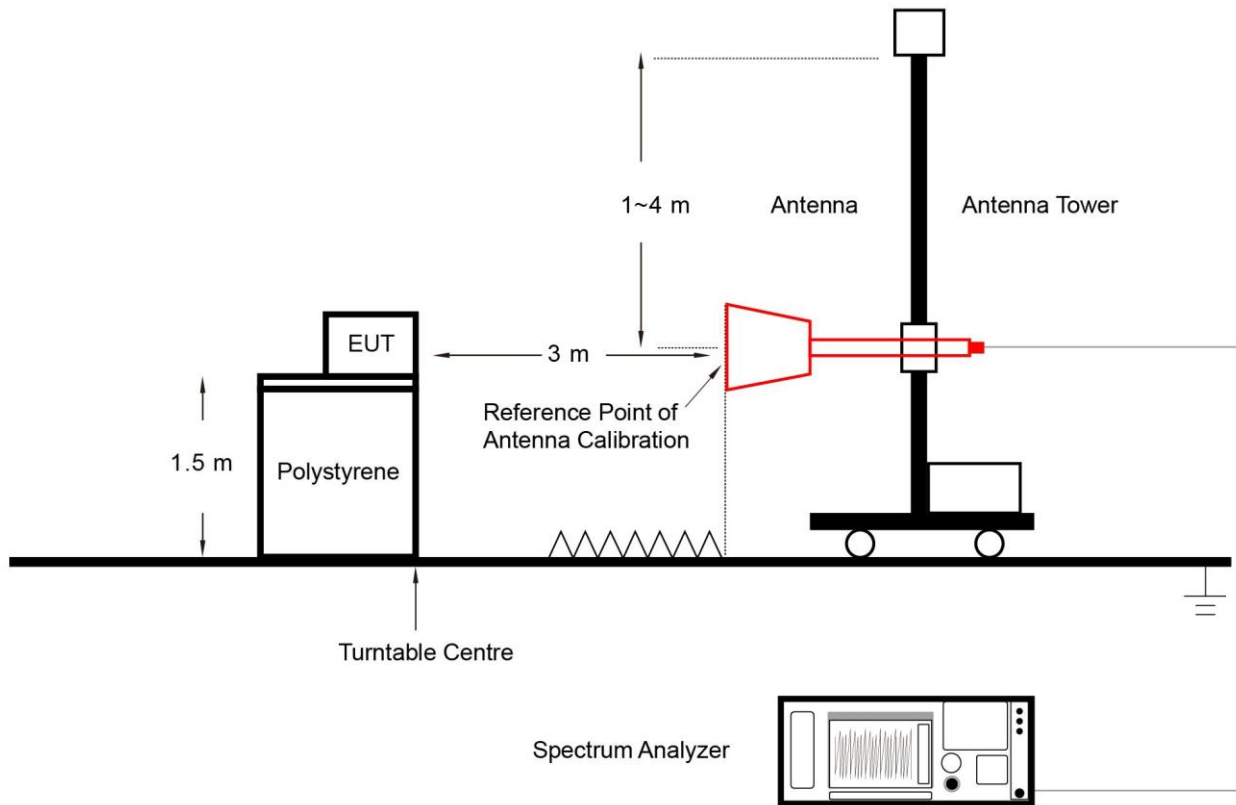 1~4 m
Antenna
Antenna Tower
EUT
3 m
Reference Point of
Antenna Calibration
1.5 m
Polystyrene
Turntable Centre
Spectrum Analyzer